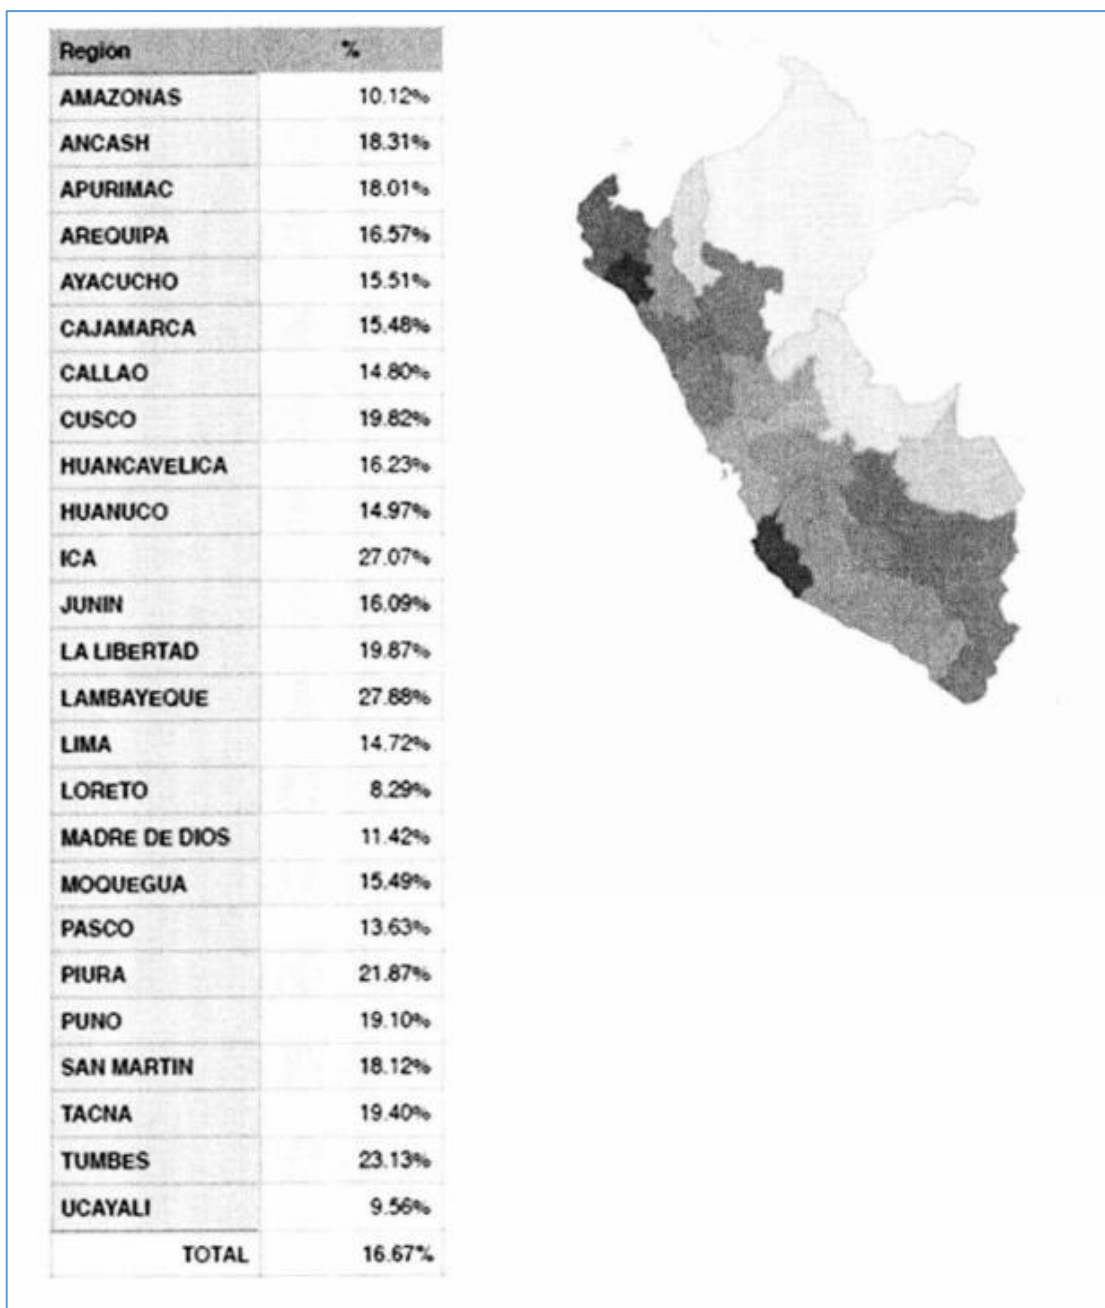 Región %
AMAZONAS 10.12%
ANCASH 18.31%
APURIMAC 18.01%
AREQUIPA 16.57%
AYACUCHO 15.51%
CAJAMARCA 15.48%
CALLAO 14.80%
CUSCO 19.82%
HUANCAVELICA 16.23%
HUANUCO 14.97%
ICA 27.07%
JUNIN 16.09%
LA LIBERTAD 19.87%
LAMBAYEQUE 27.88%
LIMA 14.72%
LORETO 8.29%
MADRE DE DIOS 11.42%
MOQUEGUA 15.49%
PASCO 13.63%
PIURA 21.87%
PUNO 19.10%
SAN MARTIN 18.12%
TACNA 19.40%
TUMBES 23.13%
UCAYALI 9.56%
TOTAL 16.67%